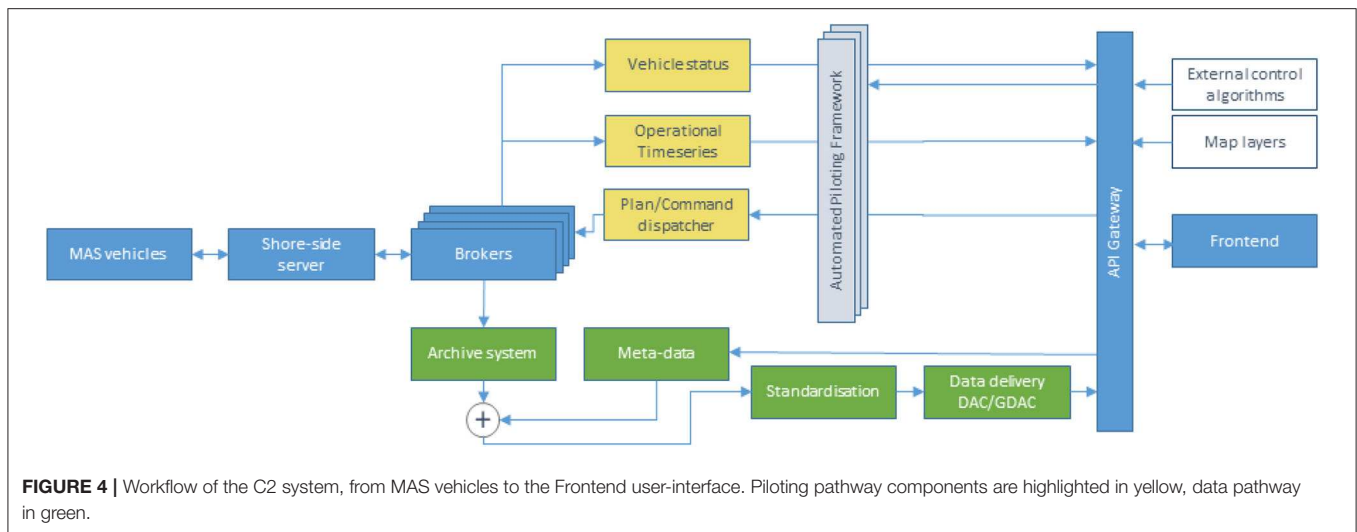 Vehicle status
Operational
Timeseries
Plan/Command
dispatcher
Automated Piloting Framework
API Gateway
External control
algorithms
Map layers
Frontend
MAS vehicles
Shore-side
server
Brokers
Archive system
Meta-data
+
Standardisation
Data delivery
DAC/GDAC
FIGURE 4 | Workflow of the C2 system, from MAS vehicles to the Frontend user-interface. Piloting pathway components are highlighted in yellow, data pathway
in green.